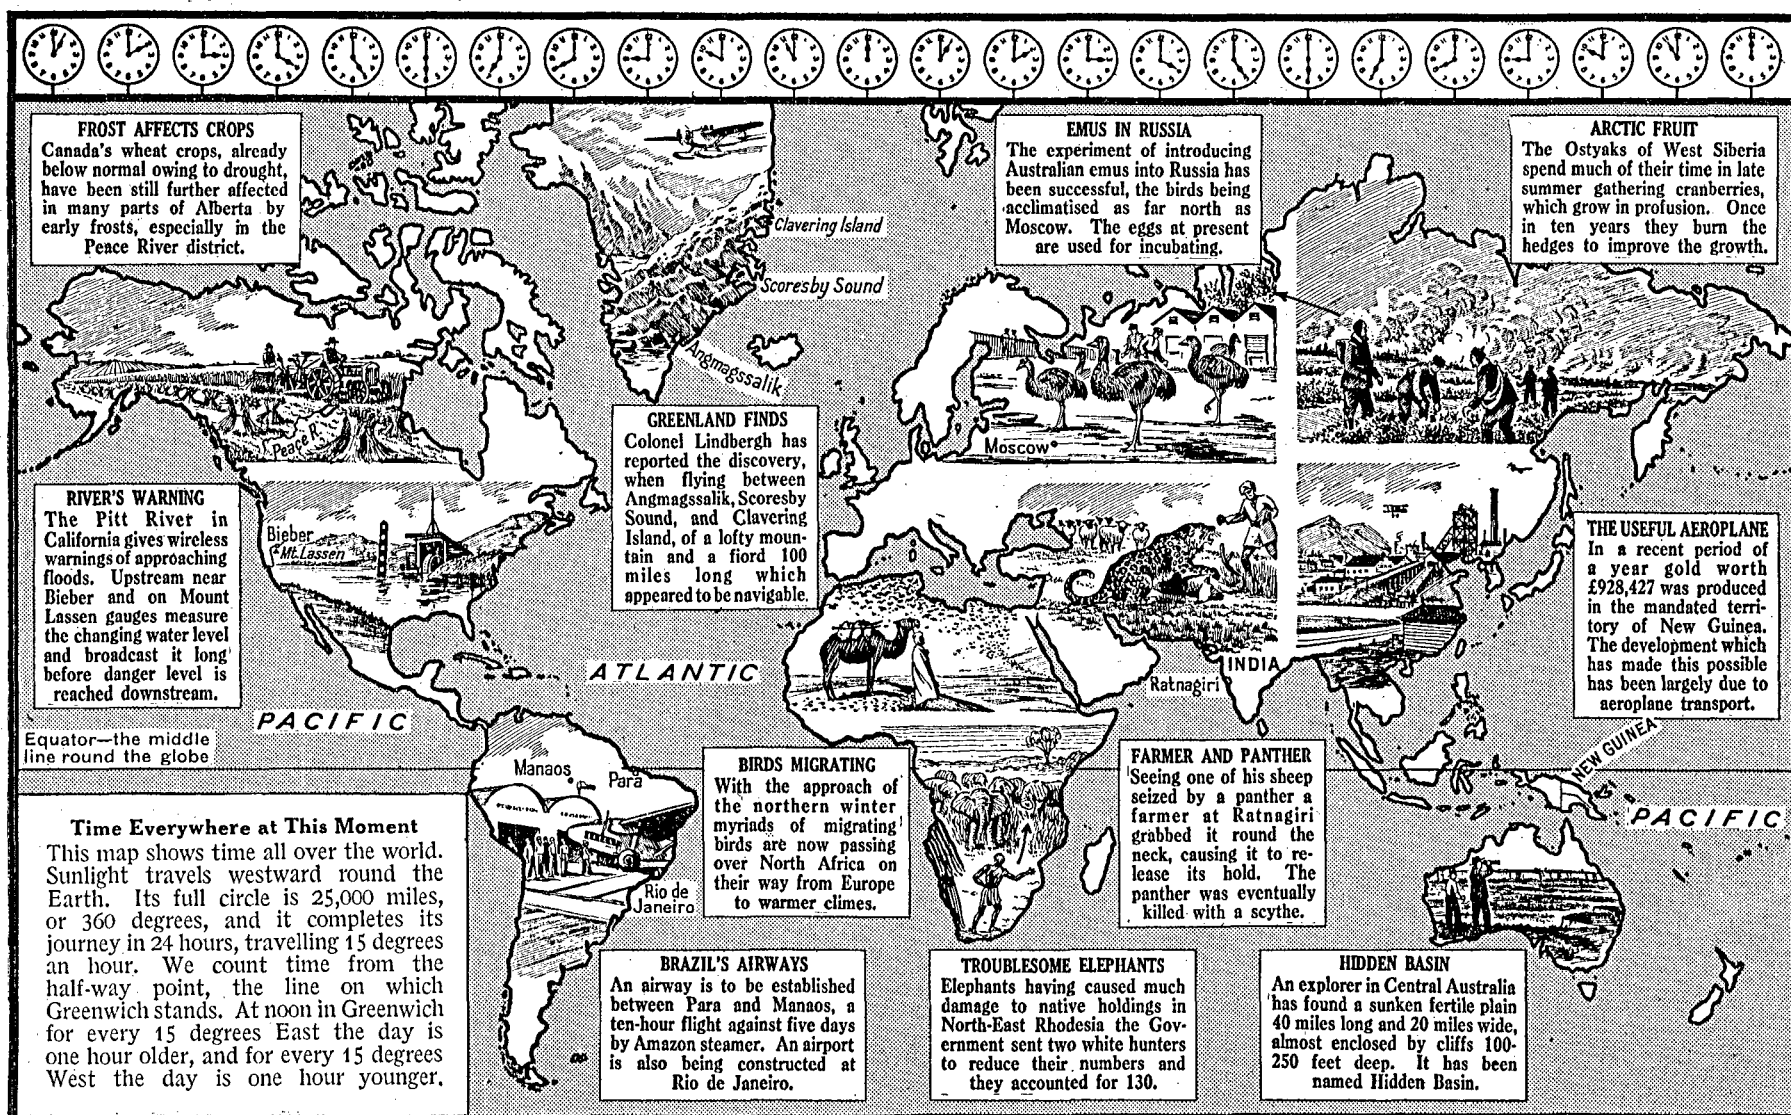 FROST AFFECTS CROPS
Canada's wheat crops, already
below normal owing to drought,
have been still further affected
in many parts of Alberta by
early frosts, especially in the
Peace River district.
EMUS IN RUSSIA
The experiment of introducing
Australian emus into Russia has
been successful, the birds being
acclimatised as far north as
Moscow. The eggs at present
are used for incubating.
ARCTIC FRUIT
The Ostyaks of West Siberia
spend much of their time in late
summer gathering cranberries,
which grow in profusion. Once
in ten years they burn the
hedges to improve the growth.
Clavering Island
Scoresby Sound
Angmagssalik
Peace R.
Moscow
GREENLAND FINDS
Colonel Lindbergh has
reported the discovery,
when flying between
Angmagssalik, Scoresby
Sound, and Clavering
Island, of a lofty moun-
tain and a fiord 100
miles long which
appeared to be navigable.
RIVER'S WARNING
The Pitt River in
California gives wireless
warnings of approaching
floods. Upstream near
Bieber and on Mount
Lassen gauges measure
the changing water level
and broadcast it long
before danger level is
reached downstream.
Bieber
Mt. Lassen
THE USEFUL AEROPLANE
In a recent period of
a year gold worth
£928,427 was produced
in the mandated terri-
tory of New Guinea.
The development which
has made this possible
has been largely due to
aeroplane transport.
ATLANTIC
INDIA
Ratnagiri
PACIFIC
Equator—the middle
line round the globe
NEW GUINEA
PACIFIC
Manaos
Para
Rio de
Janeiro
BIRDS MIGRATING
With the approach of
the northern winter
myriads of migrating
birds are now passing
over North Africa on
their way from Europe
to warmer climes.
FARMER AND PANTHER
Seeing one of his sheep
seized by a panther a
farmer at Ratnagiri
grabbed it round the
neck, causing it to re-
lease its hold. The
panther was eventually
killed with a scythe.
Time Everywhere at This Moment
This map shows time all over the world.
Sunlight travels westward round the
Earth. Its full circle is 25,000 miles,
or 360 degrees, and it completes its
journey in 24 hours, travelling 15 degrees
an hour. We count time from the
half-way point, the line on which
Greenwich stands. At noon in Greenwich
for every 15 degrees East the day is
one hour older, and for every 15 degrees
West the day is one hour younger.
BRAZIL'S AIRWAYS
An airway is to be established
between Para and Manaos, a
ten-hour flight against five days
by Amazon steamer. An airport
is also being constructed at
Rio de Janeiro.
TROUBLESOME ELEPHANTS
Elephants having caused much
damage to native holdings in
North-East Rhodesia the Gov-
ernment sent two white hunters
to reduce their numbers and
they accounted for 130.
HIDDEN BASIN
An explorer in Central Australia
has found a sunken fertile plain
40 miles long and 20 miles wide,
almost enclosed by cliffs 100-
250 feet deep. It has been
named Hidden Basin.